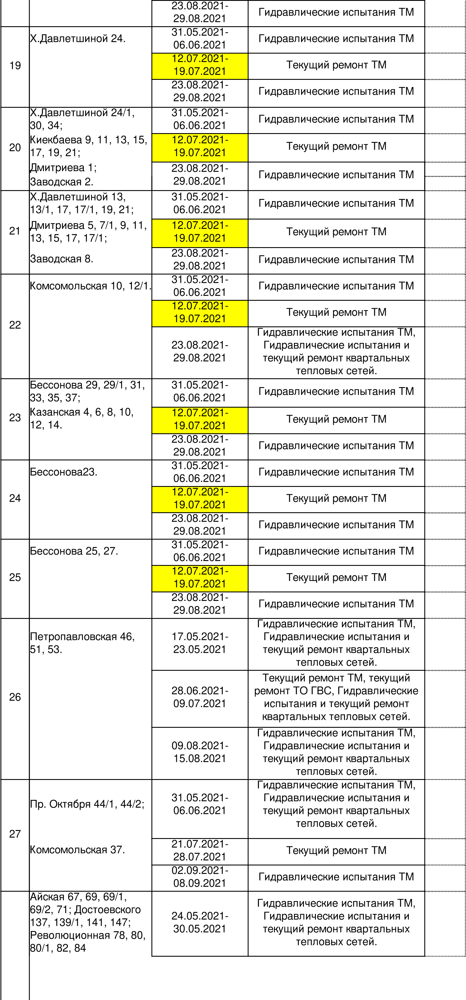 23.08.2021-
29.08.2021
Гидравлические испытания ТМ
19
Х.Давлетшиной 24.
31.05.2021-
06.06.2021
Гидравлические испытания ТМ
12.07.2021-
19.07.2021
Текущий ремонт ТМ
23.08.2021-
29.08.2021
Гидравлические испытания ТМ
20
Х.Давлетшиной 24/1,
30, 34;
Киекбаева 9, 11, 13, 15,
17, 19, 21;
Дмитриева 1;
Заводская 2.
31.05.2021-
06.06.2021
Гидравлические испытания ТМ
12.07.2021-
19.07.2021
Текущий ремонт ТМ
23.08.2021-
29.08.2021
Гидравлические испытания ТМ
21
Х.Давлетшиной 13,
13/1, 17, 17/1, 19, 21;
Дмитриева 5, 7/1, 9, 11,
13, 15, 17, 17/1;
Заводская 8.
31.05.2021-
06.06.2021
Гидравлические испытания ТМ
12.07.2021-
19.07.2021
Текущий ремонт ТМ
23.08.2021-
29.08.2021
Гидравлические испытания ТМ
22
Комсомольская 10, 12/1.
31.05.2021-
06.06.2021
Гидравлические испытания ТМ
12.07.2021-
19.07.2021
Текущий ремонт ТМ
23.08.2021-
29.08.2021
Гидравлические испытания ТМ,
Гидравлические испытания и
текущий ремонт квартальных
тепловых сетей.
23
Бессонова 29, 29/1, 31,
33, 35, 37;
Казанская 4, 6, 8, 10,
12, 14.
31.05.2021-
06.06.2021
Гидравлические испытания ТМ
12.07.2021-
19.07.2021
Текущий ремонт ТМ
23.08.2021-
29.08.2021
Гидравлические испытания ТМ
24
Бессонова23.
31.05.2021-
06.06.2021
Гидравлические испытания ТМ
12.07.2021-
19.07.2021
Текущий ремонт ТМ
23.08.2021-
29.08.2021
Гидравлические испытания ТМ
25
Бессонова 25, 27.
31.05.2021-
06.06.2021
Гидравлические испытания ТМ
12.07.2021-
19.07.2021
Текущий ремонт ТМ
23.08.2021-
29.08.2021
Гидравлические испытания ТМ
26
Петропавловская 46,
51, 53.
17.05.2021-
23.05.2021
Гидравлические испытания ТМ,
Гидравлические испытания и
текущий ремонт квартальных
тепловых сетей.
28.06.2021-
09.07.2021
Текущий ремонт ТМ, текущий
ремонт ТО ГВС, Гидравлические
испытания и текущий ремонт
квартальных тепловых сетей.
09.08.2021-
15.08.2021
Гидравлические испытания ТМ,
Гидравлические испытания и
текущий ремонт квартальных
тепловых сетей.
27
Пр. Октября 44/1, 44/2;
Комсомольская 37.
31.05.2021-
06.06.2021
Гидравлические испытания ТМ,
Гидравлические испытания и
текущий ремонт квартальных
тепловых сетей.
21.07.2021-
28.07.2021
Текущий ремонт ТМ
02.09.2021-
08.09.2021
Гидравлические испытания ТМ
Айская 67, 69, 69/1,
69/2, 71; Достоевского
137, 139/1, 141, 147;
Революционная 78, 80,
80/1, 82, 84
24.05.2021-
30.05.2021
Гидравлические испытания ТМ,
Гидравлические испытания и
текущий ремонт квартальных
тепловых сетей.